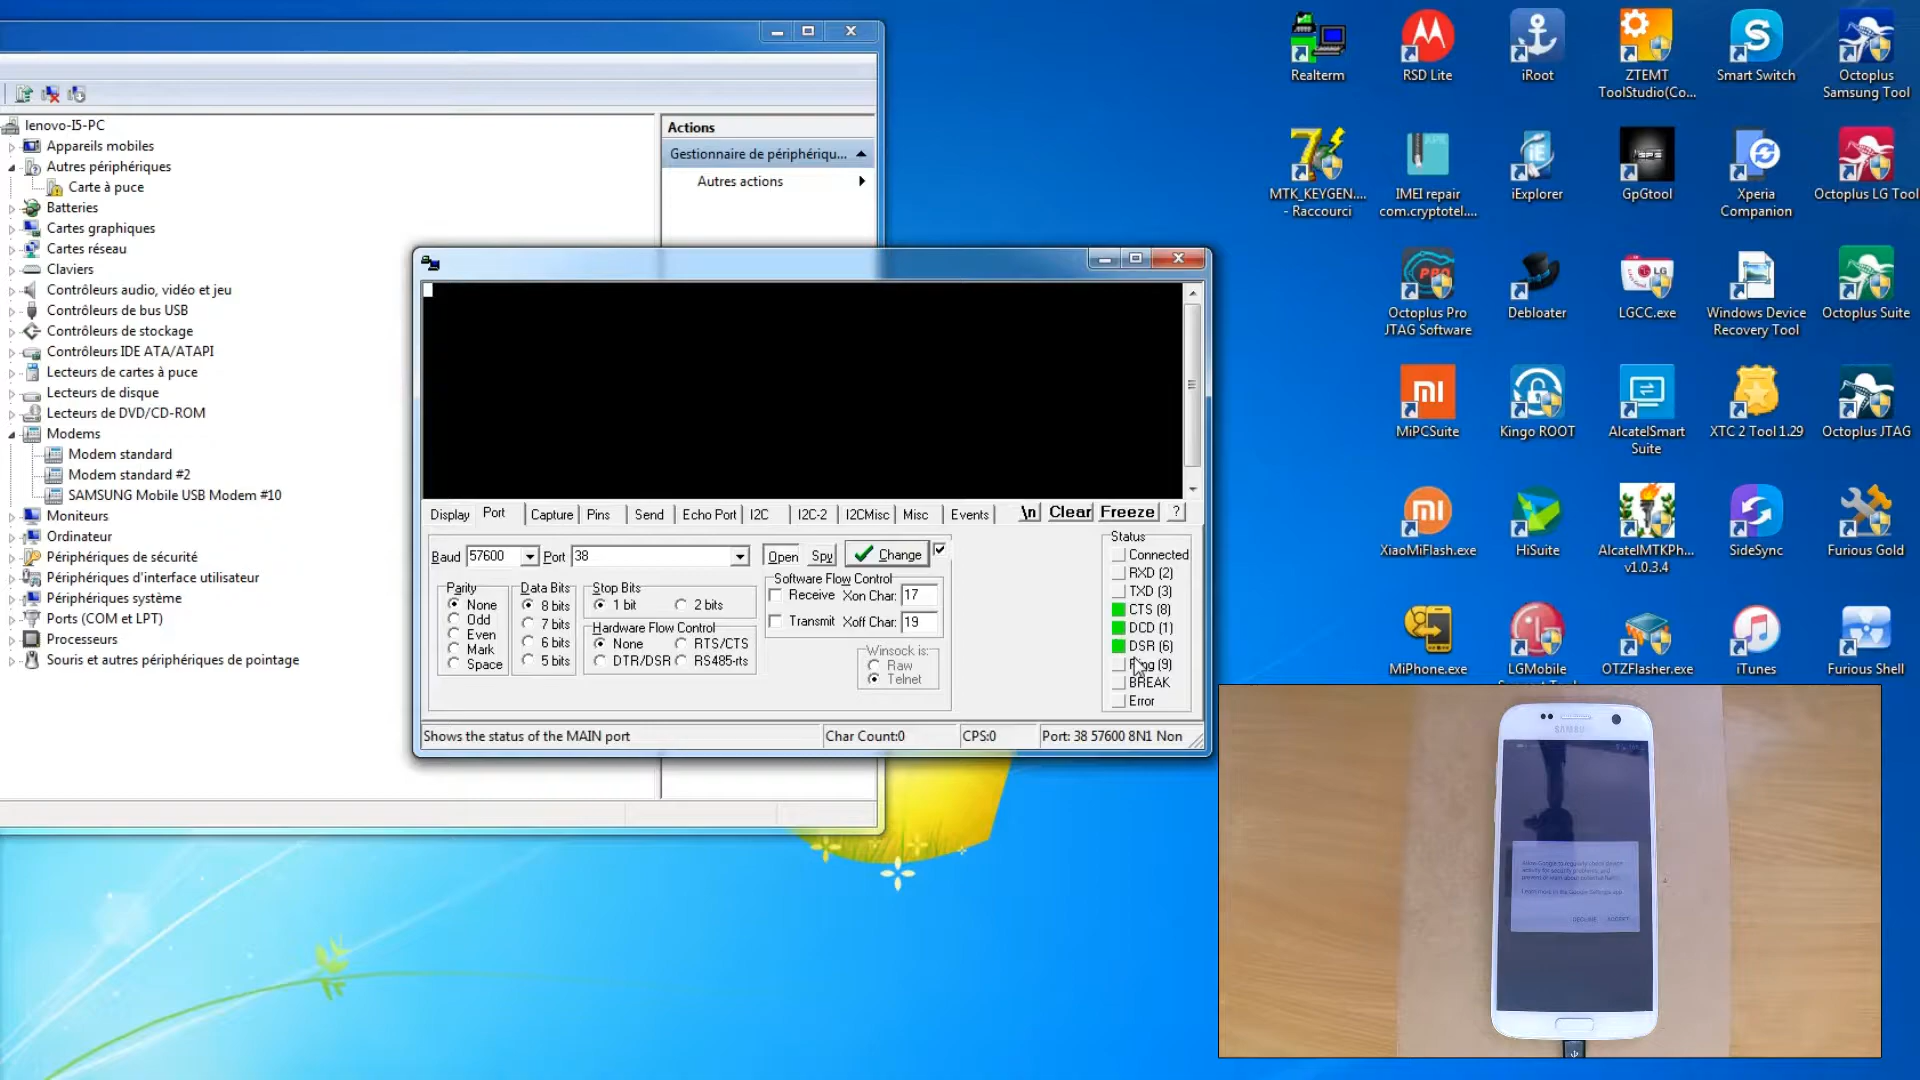 lenovo-I5-PC
Appareils mobiles
Autres périphériques
Carte à puce
Batteries
Cartes graphiques
Cartes réseau
Claviers
Contrôleurs audio, vidéo et jeu
Contrôleurs de bus USB
Contrôleurs de stockage
Contrôleurs IDE ATA/ATAPI
Lecteurs de cartes à puce
Lecteurs de disque
Lecteurs de DVD/CD-ROM
Modems
Modem standard
Modem standard #2
SAMSUNG Mobile USB Modem #10
Moniteurs
Ordinateur
Périphériques de sécurité
Périphériques d'interface utilisateur
Périphériques système
Ports (COM et LPT)
Processeurs
Souris et autres périphériques de pointage
Actions
Gestionnaire de périphériqu...
Autres actions
Display Port Capture Pins Send Echo Port I2C I2C-2 I2CMisc Misc Events \n Clear Freeze ?
Baud 57600 Port 38 Open Spy Change
Parity
None
Odd
Even
Mark
Space
Data Bits
8 bits
7 bits
6 bits
5 bits
Stop Bits
1 bit 2 bits
Hardware Flow Control
None RTS/CTS
DTR/DSR RS485-rts
Software Flow Control
Receive Xon Char: 17
Transmit Xoff Char: 19
Winsock is:
Raw
Telnet
Status
Connected
RXD (2)
TXD (3)
CTS (8)
DCD (1)
DSR (6)
Ring (9)
BREAK
Error
Shows the status of the MAIN port Char Count:0 CPS:0 Port: 38 57600 8N1 Non
Realterm
RSD Lite
iRoot
ZTEMT
ToolStudio(Co...
Smart Switch
Octoplus
Samsung Tool
MTK_KEYGEN....
- Raccourci
IMEI repair
com.cryptotel....
iExplorer
GpGtool
Xperia
Companion
Octoplus LG Tool
Octoplus Pro
JTAG Software
Debloater
LGCC.exe
Windows Device
Recovery Tool
Octoplus Suite
MiPCSuite
Kingo ROOT
AlcatelSmart
Suite
XTC 2 Tool 1.29
Octoplus JTAG
XiaoMiFlash.exe
HiSuite
AlcatelMTKPh...
v1.0.3.4
SideSync
Furious Gold
MiPhone.exe
LGMobile
OTZFlasher.exe
iTunes
Furious Shell
SAMSUNG